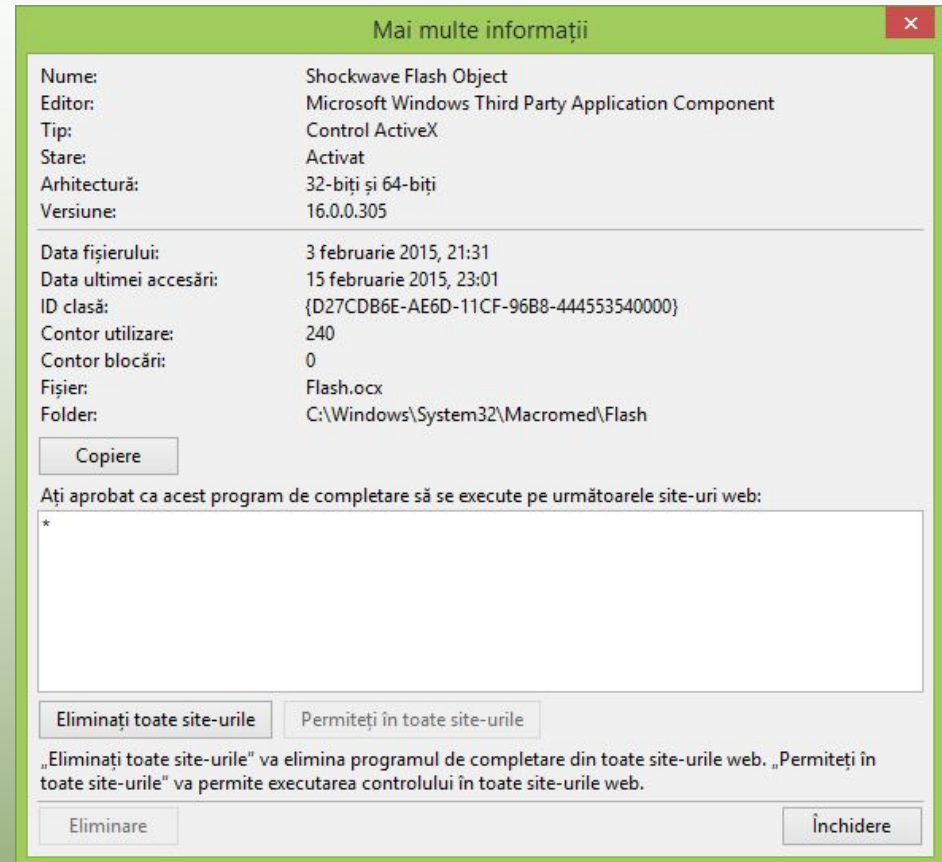 Mai multe informații
Nume: Shockwave Flash Object
Editor: Microsoft Windows Third Party Application Component
Tip: Control ActiveX
Stare: Activat
Arhitectură: 32-biți și 64-biți
Versiune: 16.0.0.305
Data fișierului: 3 februarie 2015, 21:31
Data ultimei accesări: 15 februarie 2015, 23:01
ID clasă: {D27CDB6E-AE6D-11CF-96B8-444553540000}
Contor utilizare: 240
Contor blocări: 0
Fișier: Flash.ocx
Folder: C:\Windows\System32\Macromed\Flash
Copiere
Ați aprobat ca acest program de completare să se execute pe următoarele site-uri web:
*
Eliminați toate site-urile Permiteți în toate site-urile
„Eliminați toate site-urile“ va elimina programul de completare din toate site-urile web. „Permiteți în
toate site-urile“ va permite executarea controlului în toate site-urile web.
Eliminare Închidere